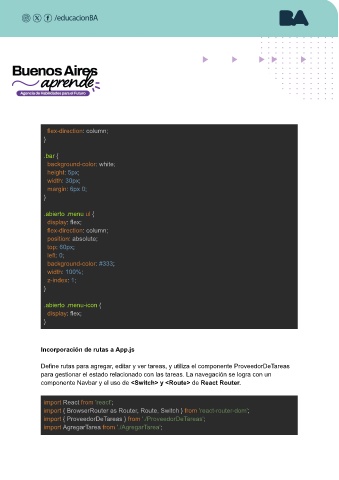 /educacionBA
BA
Buenos Aires
aprende
Agencia de Habilidades para el Futuro
flex-direction: column;
}
.bar {
background-color: white;
height: 5px;
width: 30px;
margin: 6px 0;
}
.abierto .menu ul {
display: flex;
flex-direction: column;
position: absolute;
top: 60px;
left: 0;
background-color: #333;
width: 100%;
z-index: 1;
}
.abierto .menu-icon {
display: flex;
}
Incorporación de rutas a App.js
Define rutas para agregar, editar y ver tareas, y utiliza el componente ProveedorDeTareas
para gestionar el estado relacionado con las tareas. La navegación se logra con un
componente Navbar y el uso de <Switch> y <Route> de React Router.
import React from 'react';
import { BrowserRouter as Router, Route, Switch } from 'react-router-dom';
import { ProveedorDeTareas } from './ProveedorDeTareas';
import AgregarTarea from './AgregarTarea';